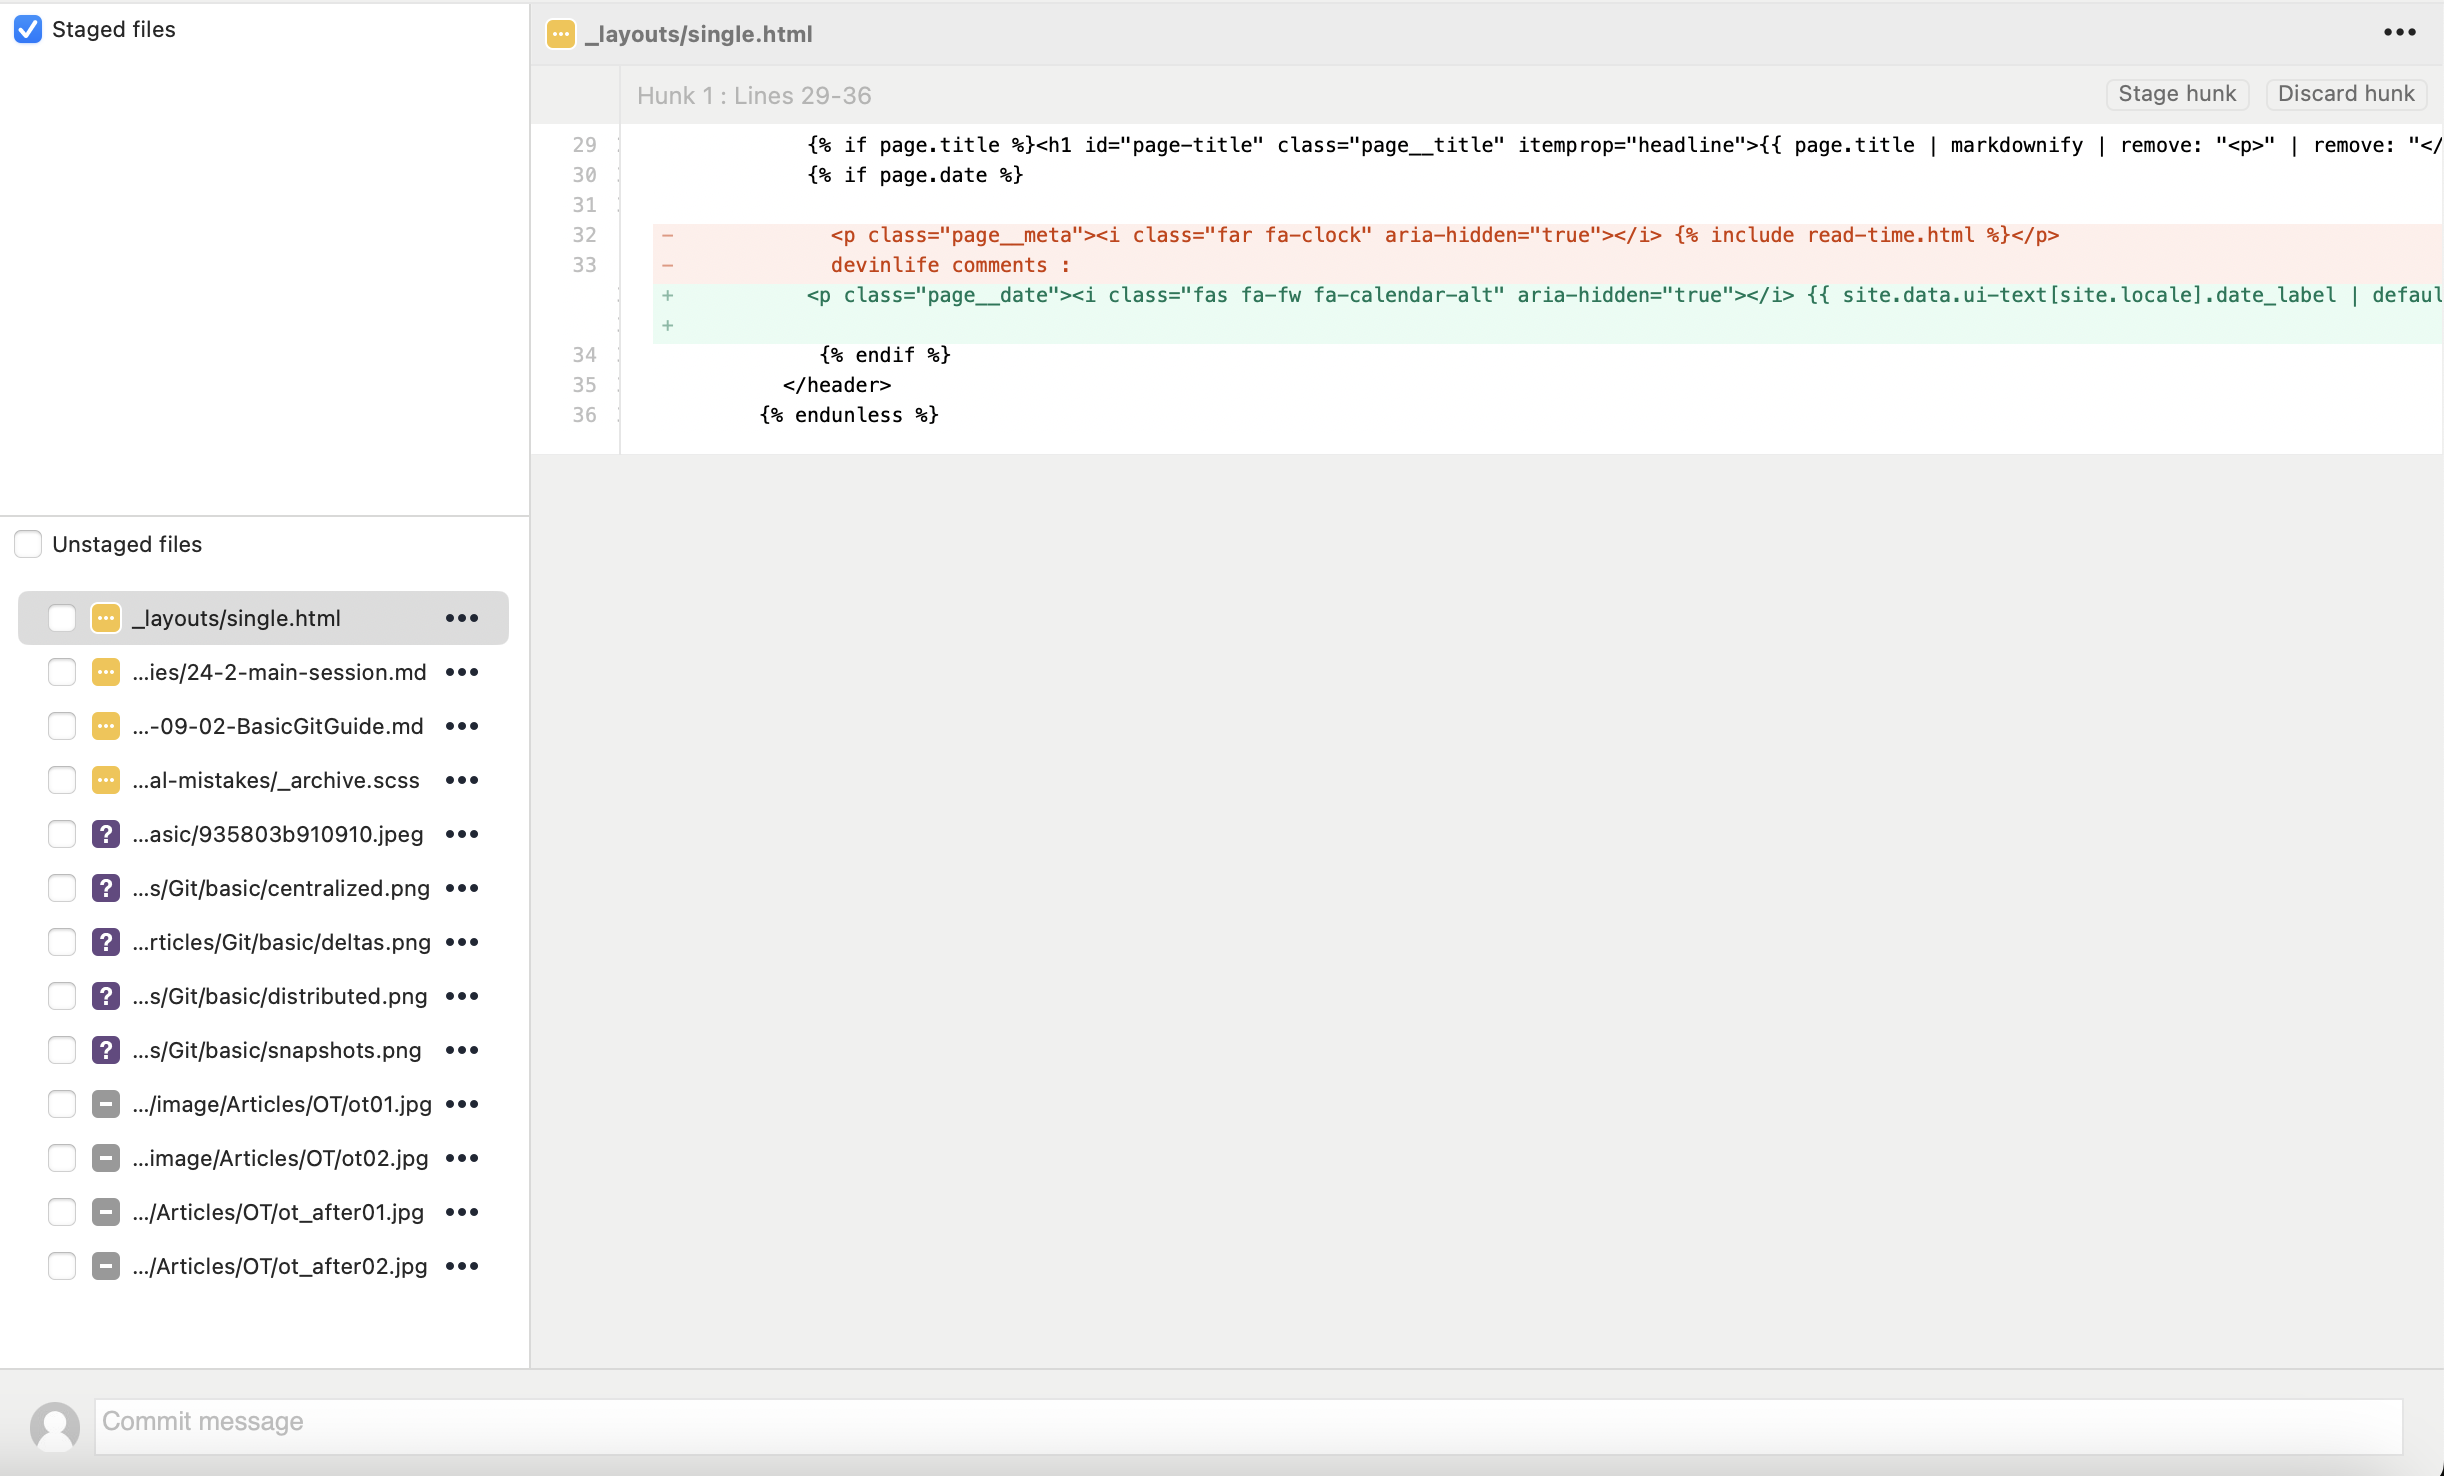 Staged files
_layouts/single.html
Hunk 1 : Lines 29-36
Stage hunk
Discard hunk
29 {% if page.title %}<h1 id="page-title" class="page__title" itemprop="headline">{{ page.title | markdownify | remove: "<p>" | remove: "</
30 {% if page.date %}
31
32 - <p class="page__meta"><i class="far fa-clock" aria-hidden="true"></i> {% include read-time.html %}</p>
33 - devinlife comments :
+ <p class="page__date"><i class="fas fa-fw fa-calendar-alt" aria-hidden="true"></i> {{ site.data.ui-text[site.locale].date_label | defaul
+
34 {% endif %}
35 </header>
36 {% endunless %}
Unstaged files
_layouts/single.html
...ies/24-2-main-session.md
...-09-02-BasicGitGuide.md
...al-mistakes/_archive.scss
...asic/935803b910910.jpeg
...s/Git/basic/centralized.png
...rticles/Git/basic/deltas.png
...s/Git/basic/distributed.png
...s/Git/basic/snapshots.png
.../image/Articles/OT/ot01.jpg
...image/Articles/OT/ot02.jpg
.../Articles/OT/ot_after01.jpg
.../Articles/OT/ot_after02.jpg
Commit message